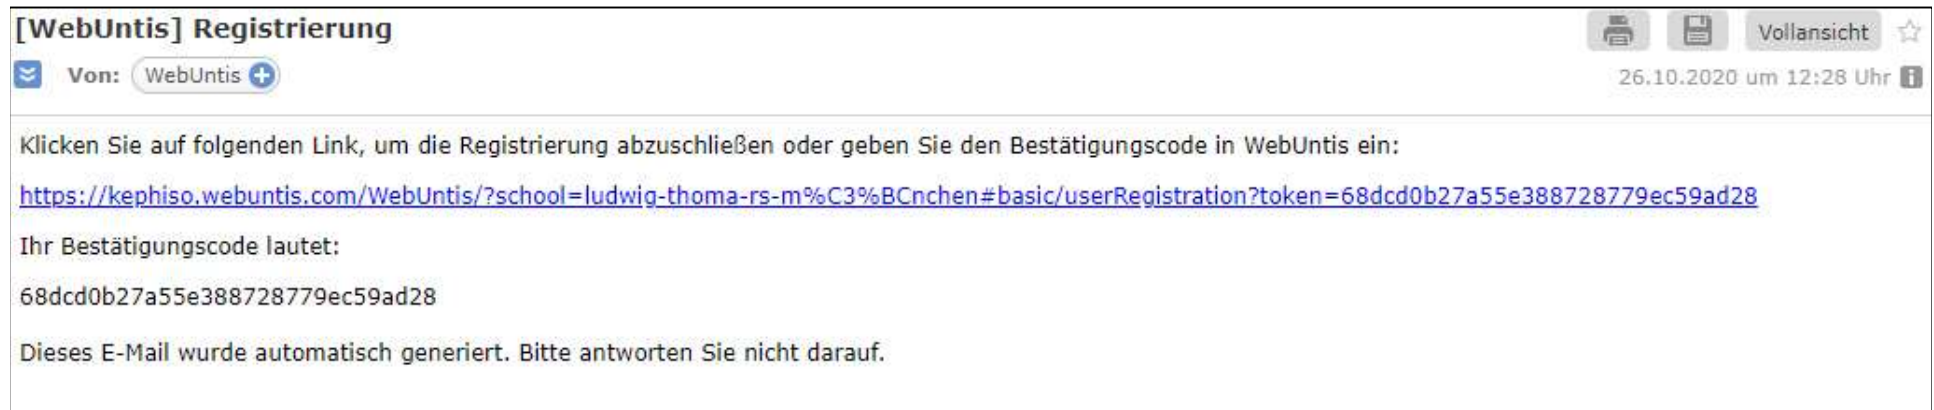 [WebUntis] Registrierung
Vollansicht
Von: WebUntis
26.10.2020 um 12:28 Uhr
Klicken Sie auf folgenden Link, um die Registrierung abzuschließen oder geben Sie den Bestätigungscode in WebUntis ein:
https://kephiso.webuntis.com/WebUntis/?school=ludwig-thoma-rs-m%C3%BCnchen#basic/userRegistration?token=68dcd0b27a55e388728779ec59ad28
Ihr Bestätigungscode lautet:
68dcd0b27a55e388728779ec59ad28
Dieses E-Mail wurde automatisch generiert. Bitte antworten Sie nicht darauf.